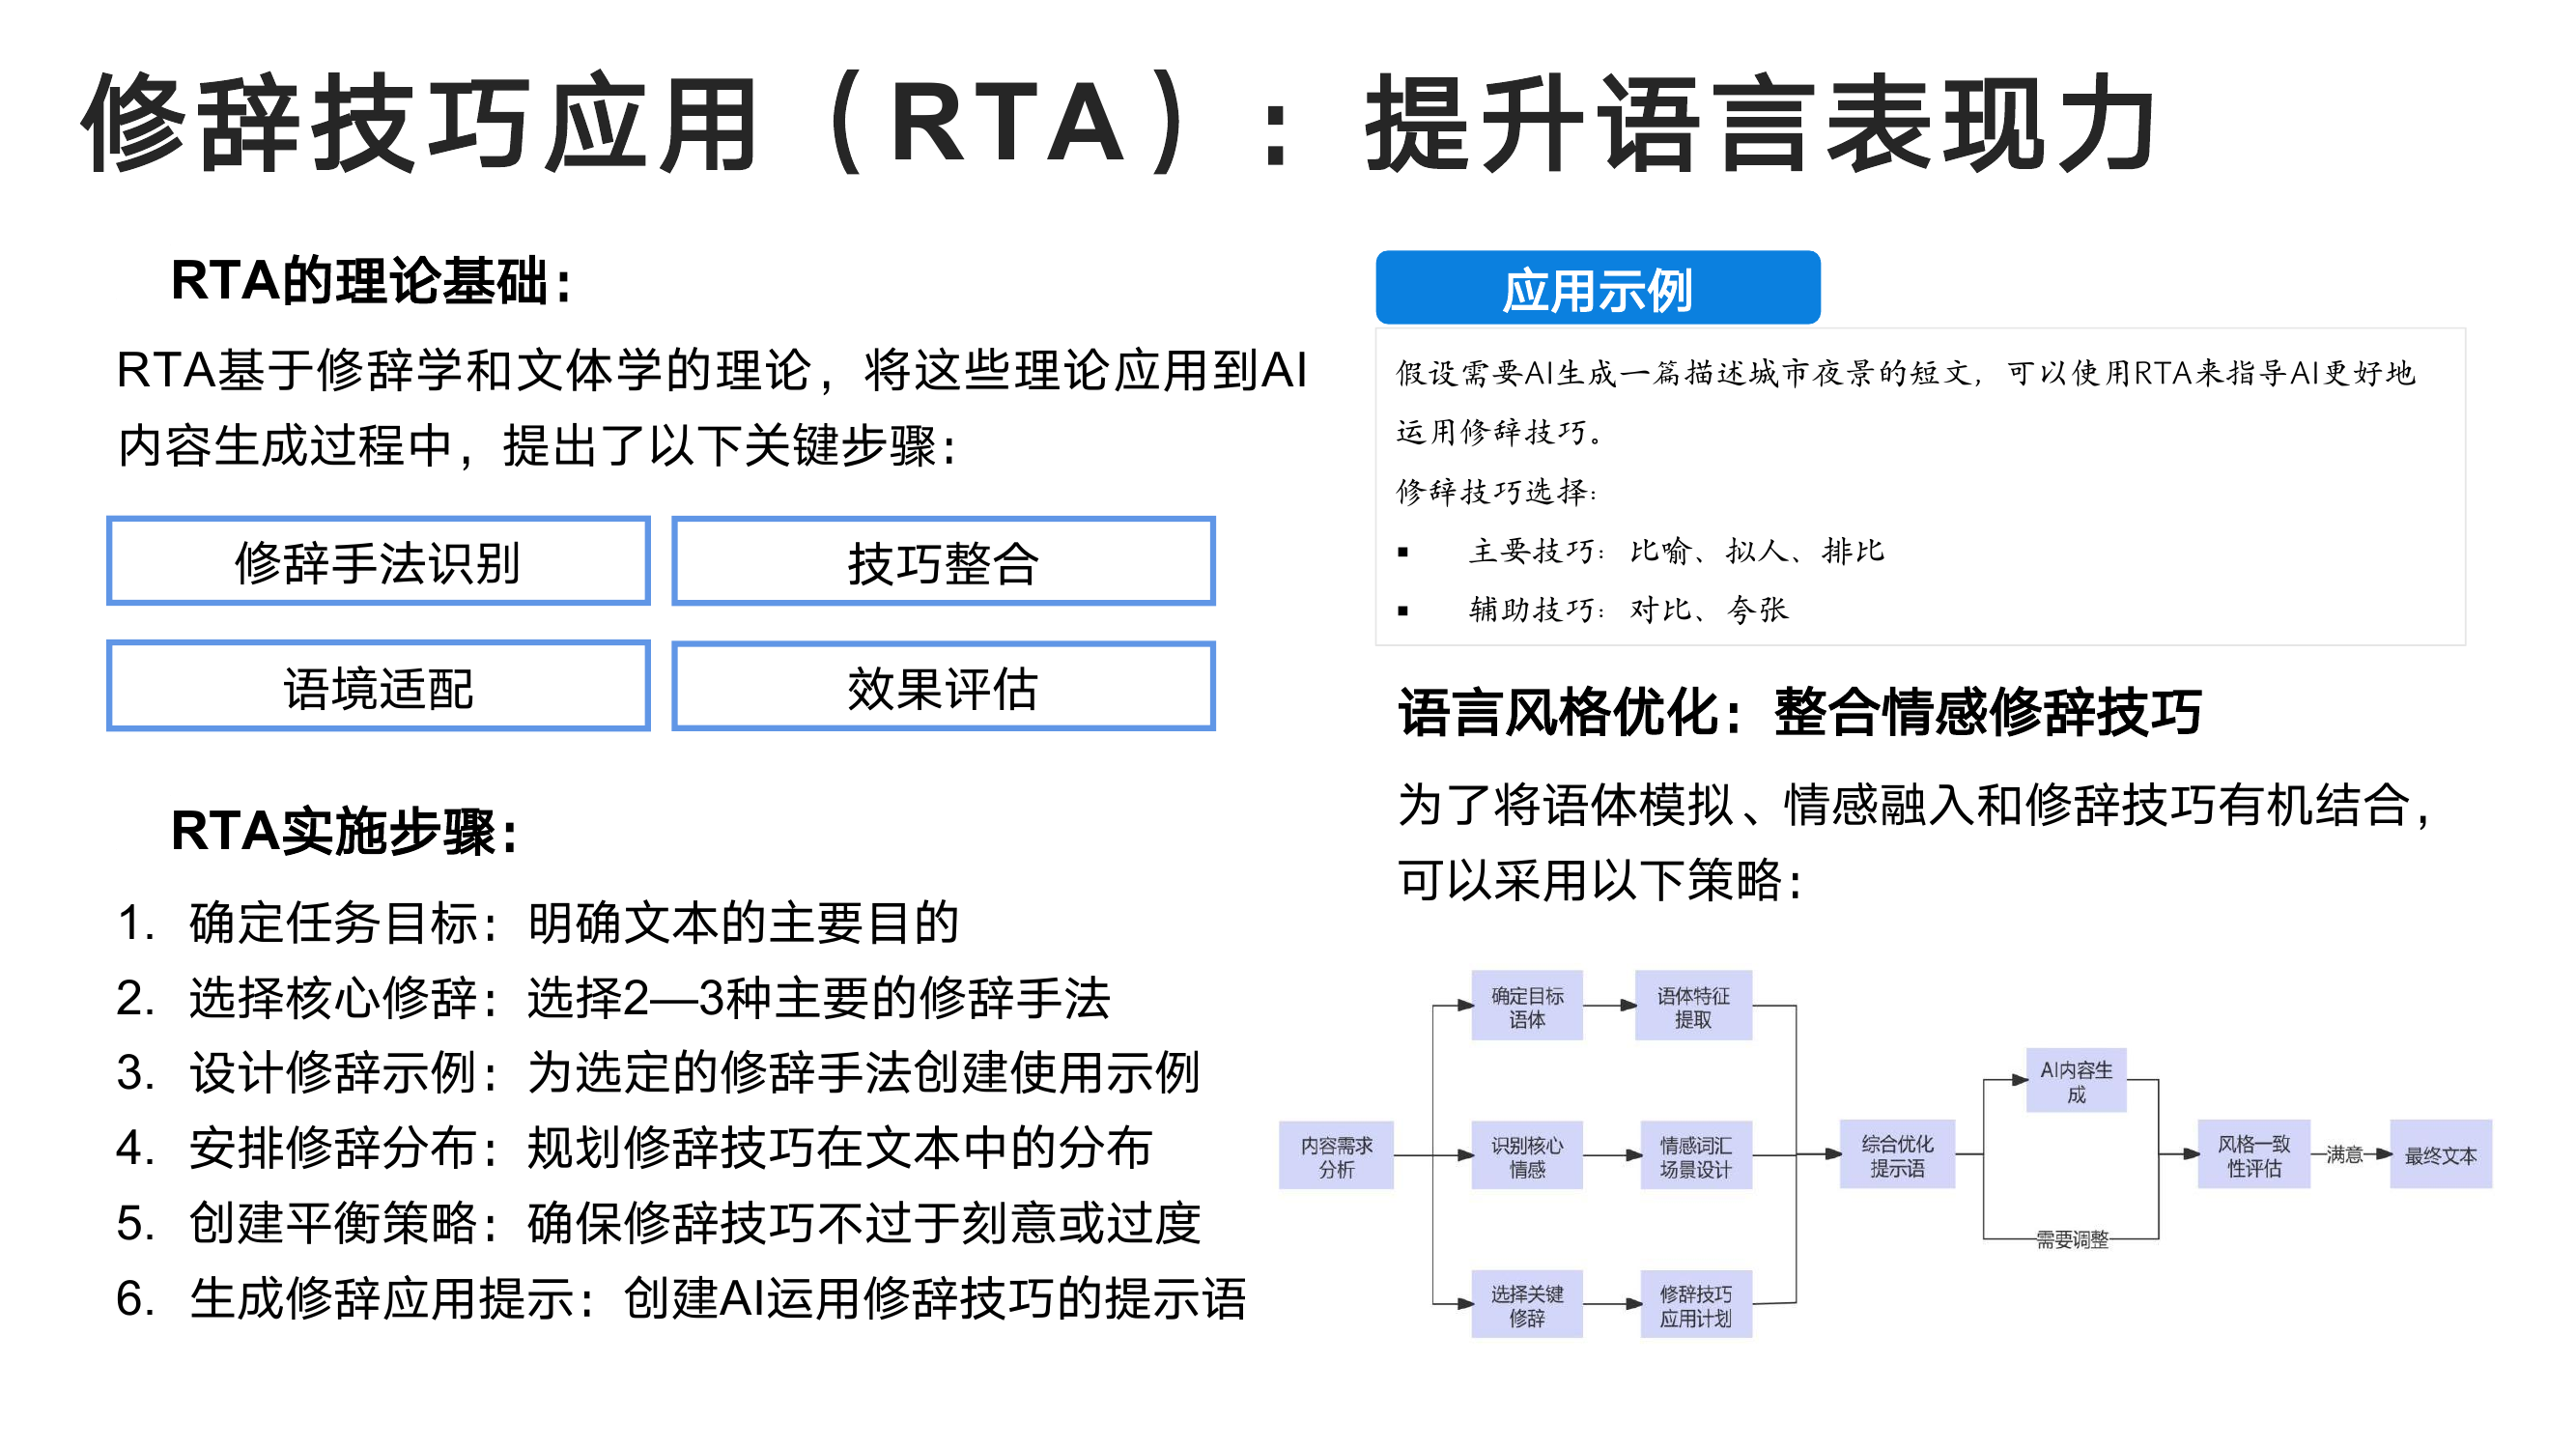 修辞技巧应用（RTA）：提升语言表现力
RTA的理论基础：
RTA基于修辞学和文体学的理论，将这些理论应用到AI
内容生成过程中，提出了以下关键步骤：
修辞手法识别
技巧整合
语境适配
效果评估
RTA实施步骤：
1. 确定任务目标：明确文本的主要目的
2. 选择核心修辞：选择2—3种主要的修辞手法
3. 设计修辞示例：为选定的修辞手法创建使用示例
4. 安排修辞分布：规划修辞技巧在文本中的分布
5. 创建平衡策略：确保修辞技巧不过于刻意或过度
6. 生成修辞应用提示：创建AI运用修辞技巧的提示语
应用示例
假设需要AI生成一篇描述城市夜景的短文，可以使用RTA来指导AI更好地
运用修辞技巧。
修辞技巧选择：
▪ 主要技巧：比喻、拟人、排比
▪ 辅助技巧：对比、夸张
语言风格优化：整合情感修辞技巧
为了将语体模拟、情感融入和修辞技巧有机结合，
可以采用以下策略：
内容需求
分析
确定目标
语体
语体特征
提取
识别核心
情感
情感词汇
场景设计
选择关键
修辞
修辞技巧
应用计划
综合优化
提示语
AI内容生
成
需要调整
风格一致
性评估
满意
最终文本